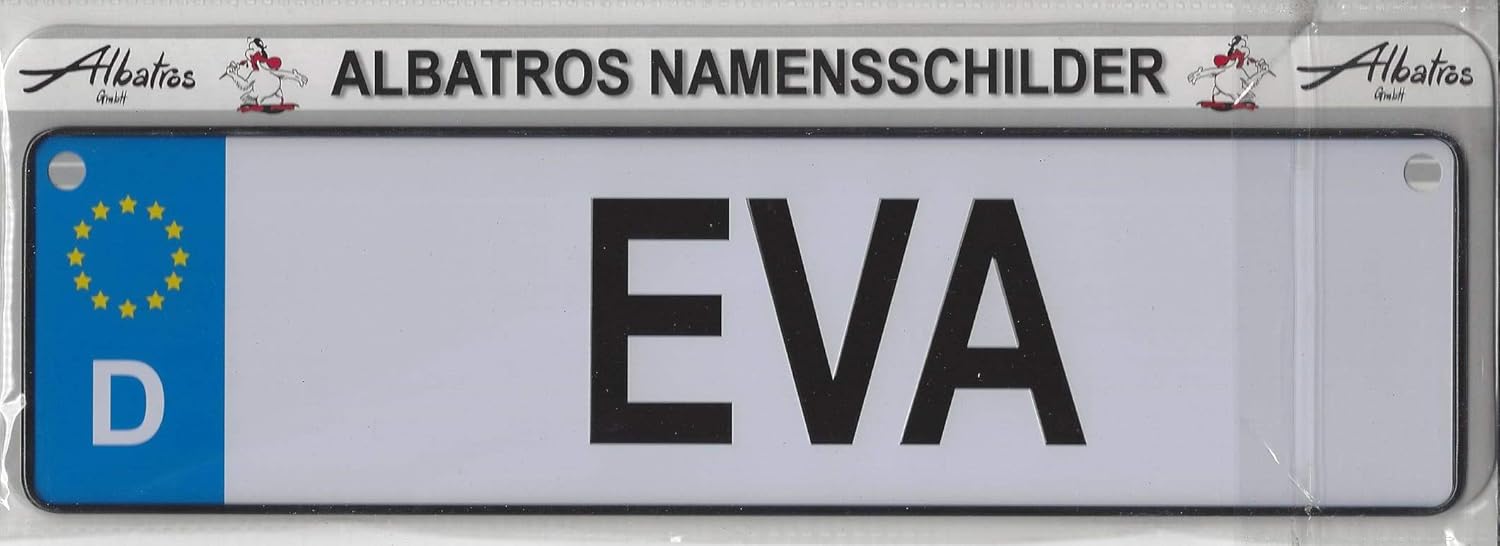 Albatros GmbH ALBATROS NAMENSSCHILDER Albatros GmbH
D
EVA